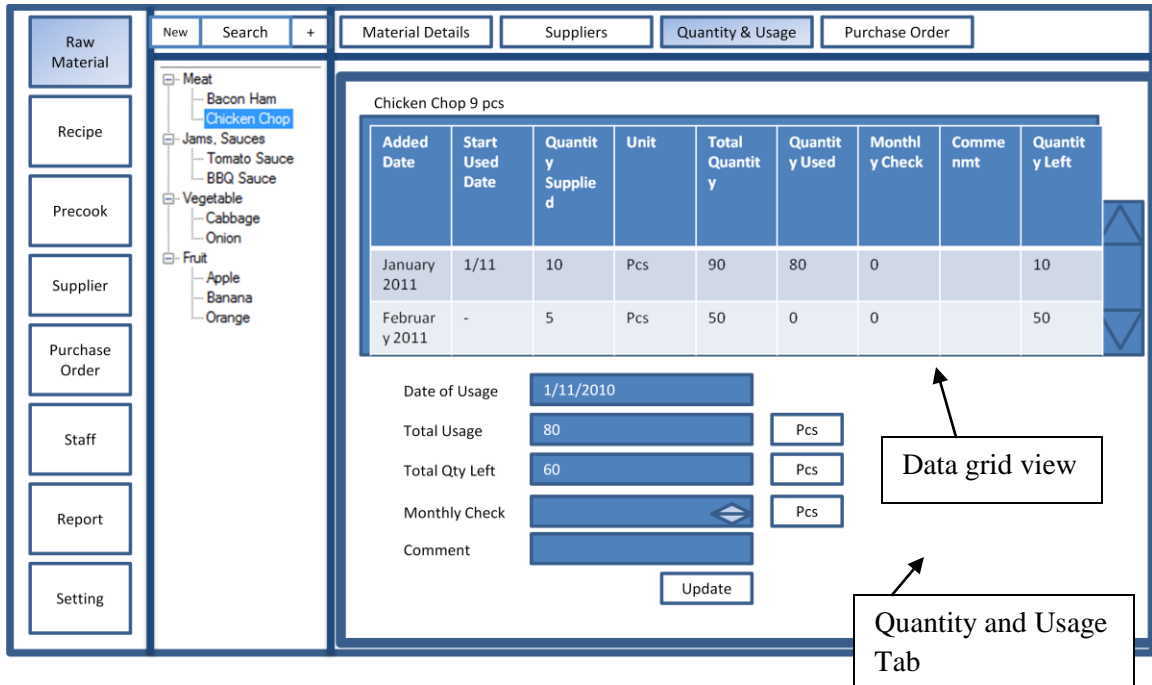 Raw
Material
Recipe
Precook
Supplier
Purchase
Order
Staff
Report
Setting
New
Search
+
Meat
Bacon Ham
Chicken Chop
Jams, Sauces
Tomato Sauce
BBQ Sauce
Vegetable
Cabbage
Onion
Fruit
Apple
Banana
Orange
Material Details
Suppliers
Quantity & Usage
Purchase Order
Chicken Chop 9 pcs
Added
Date
Start
Used
Date
Quantit
y
Supplie
d
Unit
Total
Quantit
y
Quantit
y Used
Monthl
y Check
Comme
nmt
Quantit
y Left
January
2011
1/11
10
Pcs
90
80
0
10
Februar
y 2011
-
5
Pcs
50
0
0
50
Date of Usage
1/11/2010
Total Usage
80
Pcs
Total Qty Left
60
Pcs
Monthly Check
Pcs
Comment
Update
Data grid view
Quantity and Usage
Tab